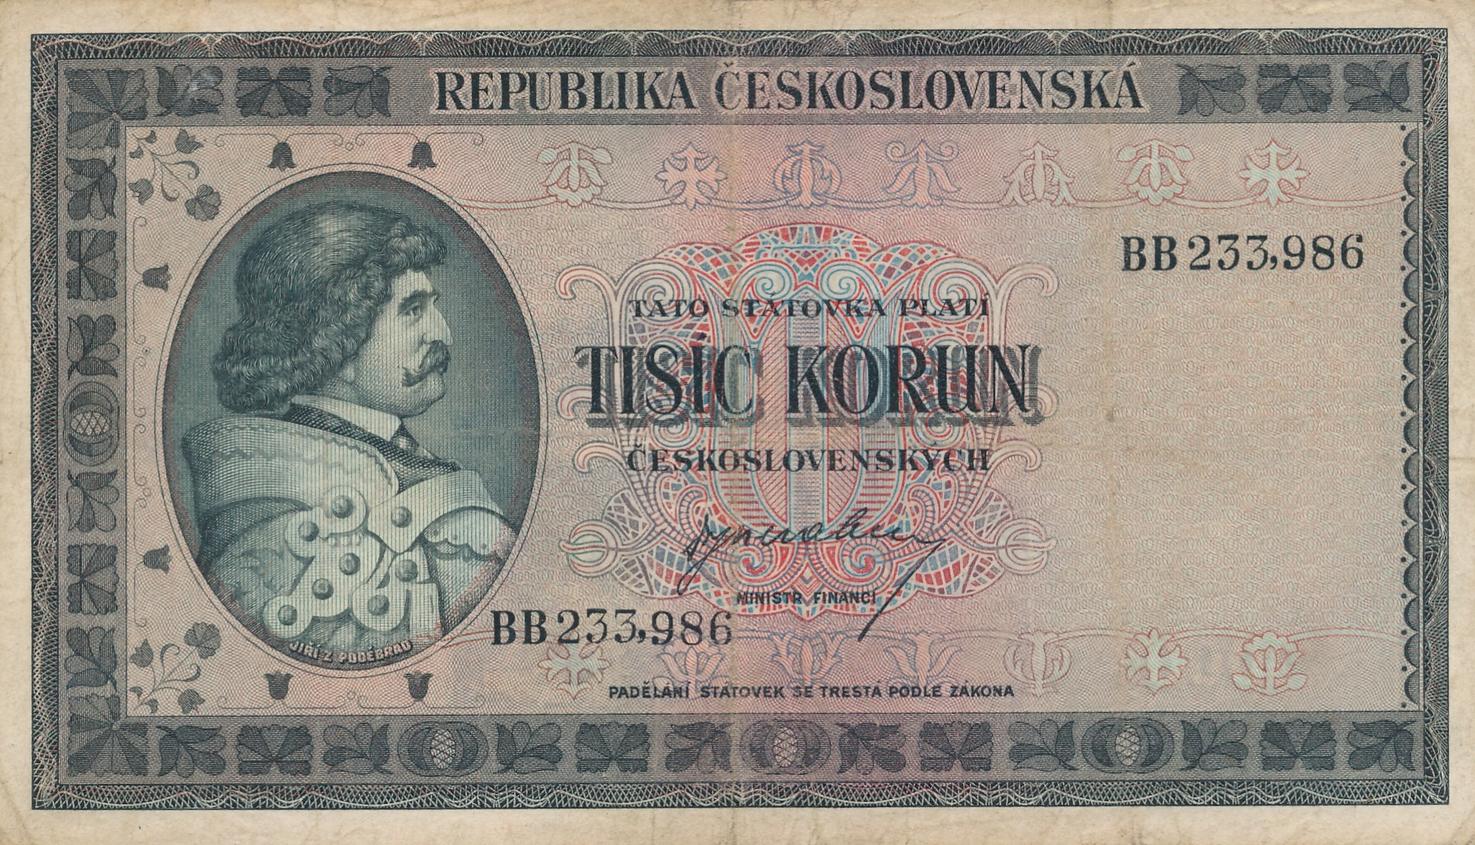 REPUBLIKA ČESKOSLOVENSKÁ
BB 233,986
TATO STÁTOVKA PLATÍ
TISÍC KORUN
ČESKOSLOVENSKÝCH
MINISTR FINANCÍ
BB 233,986
JIŘÍ Z PODĚBRAD
PADĚLÁNÍ STÁTOVEK SE TRESTÁ PODLE ZÁKONA